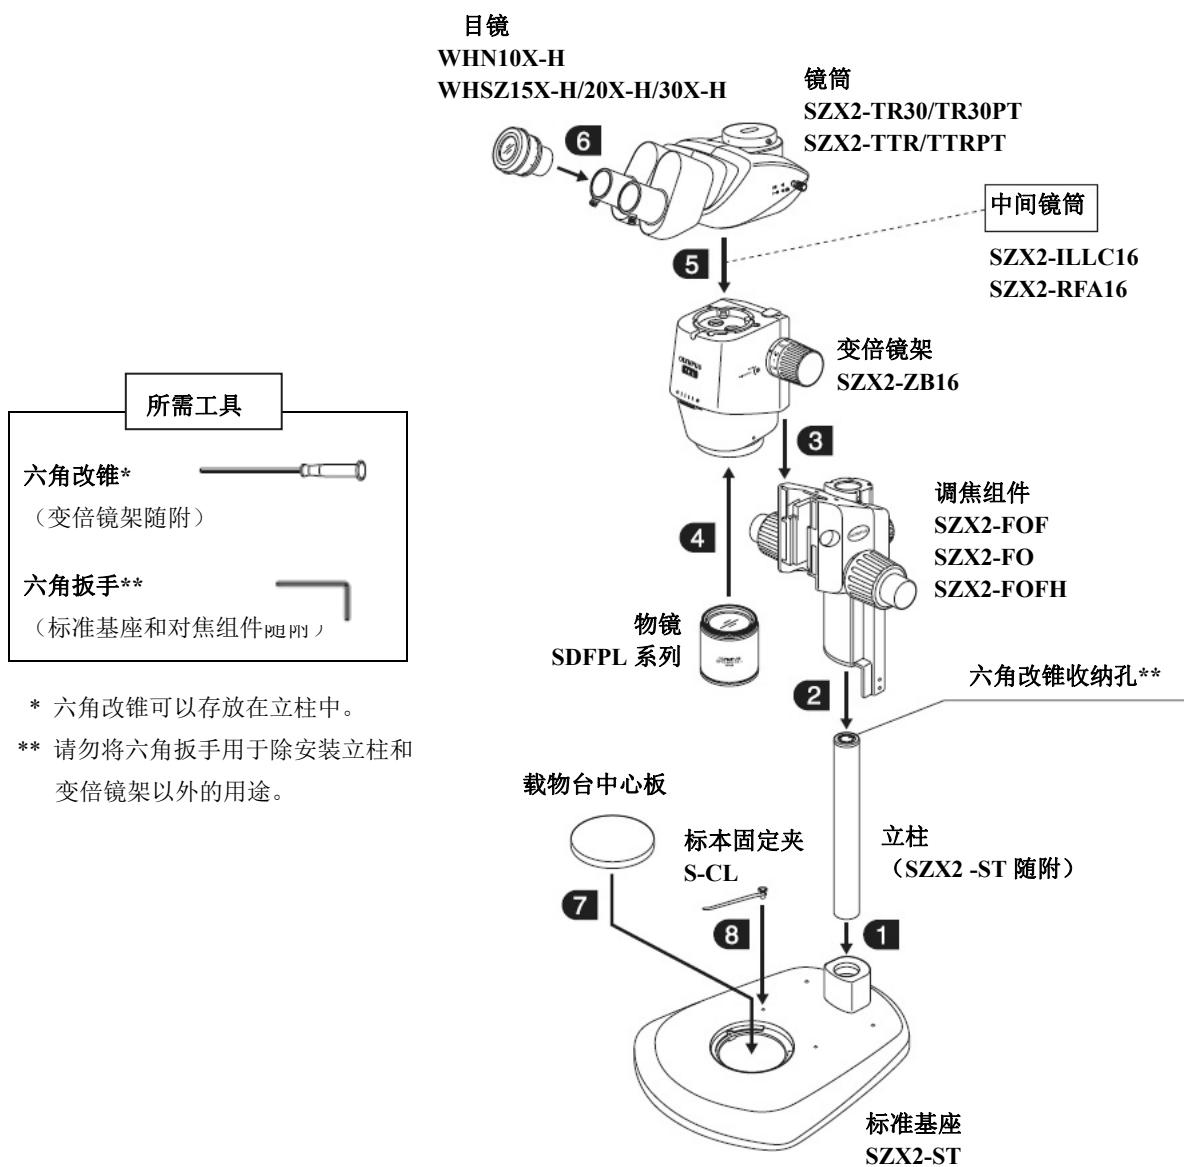 目镜
WHN10X-H
WHSZ15X-H/20X-H/30X-H
镜筒
SZX2-TR30/TR30PT
SZX2-TTR/TTRPT
6
中间镜筒
SZX2-ILLC16
SZX2-RFA16
5
变倍镜架
SZX2-ZB16
OLYMPUS
3
所需工具
六角改锥*
（变倍镜架随附）
六角扳手**
（标准基座和对焦组件随附）
* 六角改锥可以存放在立柱中。
** 请勿将六角扳手用于除安装立柱和
变倍镜架以外的用途。
4
调焦组件
SZX2-FOF
SZX2-FO
SZX2-FOFH
物镜
SDFPL 系列
2
六角改锥收纳孔**
载物台中心板
标本固定夹
S-CL
立柱
（SZX2 -ST 随附）
7
8
1
标准基座
SZX2-ST